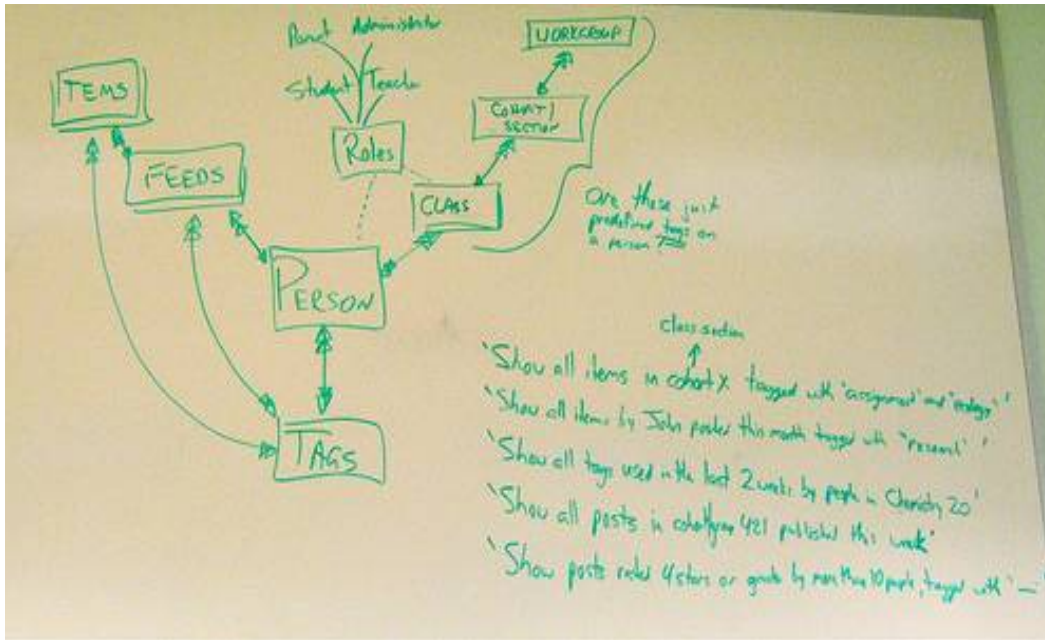 Parent Administrator
WORKGROUP
ITEMS
Student Teacher
COHORT/
SECTION
Roles
FEEDS
CLASS
are these just
predefined tags on
a person
PERSON
class section
'Show all items in cohort X tagged with "assignment" and "ecology"'
'Show all items by John posted this month tagged with "research"'
TAGS
'Show all tags used in the last 2 weeks by people in Chemistry 20'
'Show all posts in 421 published this week'
'Show posts rated 4 stars or greater by more than 10 people, tagged with "—"'